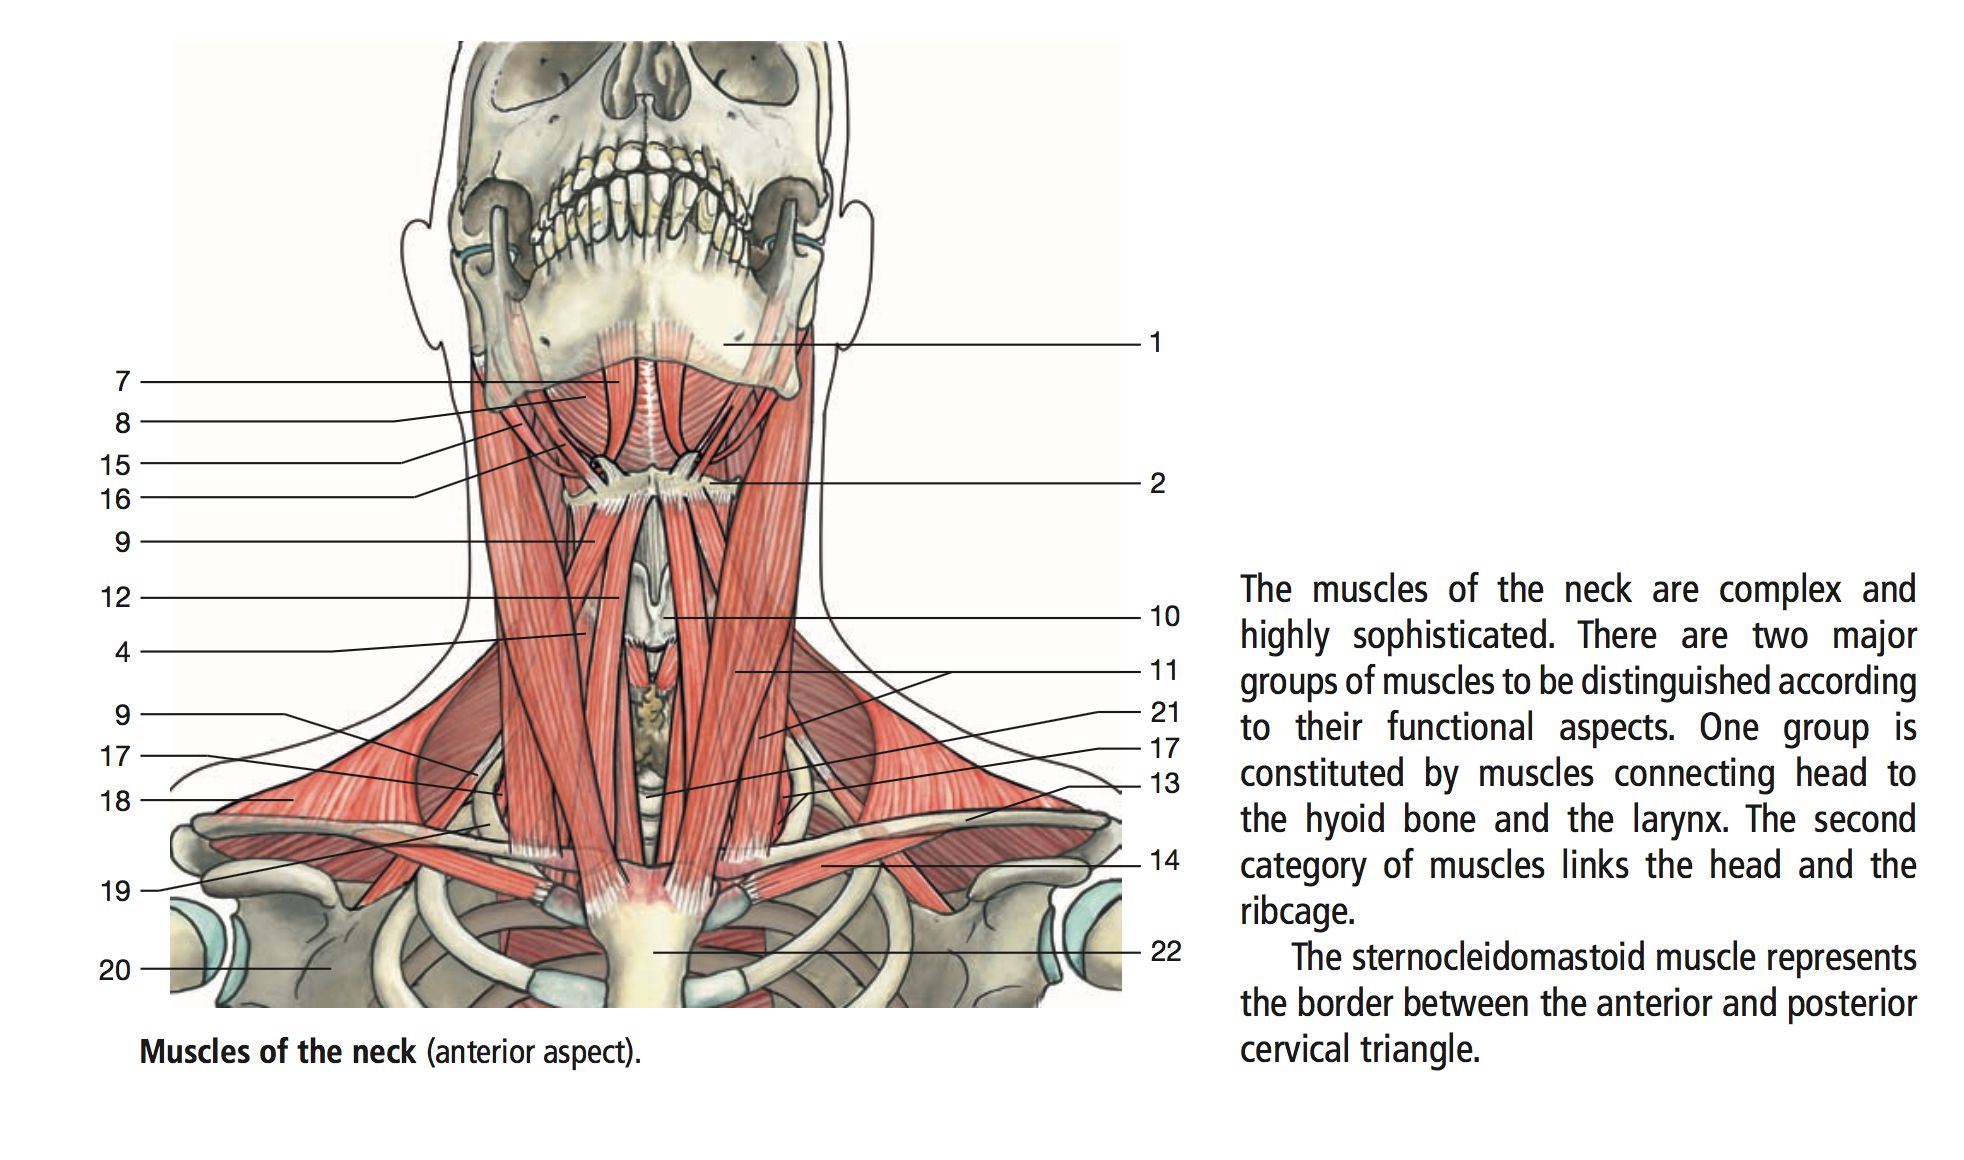 1
7
8
15
16
2
9
12
10
4
11
9
21
17
17
13
18
14
19
22
20
Muscles of the neck (anterior aspect).
The muscles of the neck are complex and
highly sophisticated. There are two major
groups of muscles to be distinguished according
to their functional aspects. One group is
constituted by muscles connecting head to
the hyoid bone and the larynx. The second
category of muscles links the head and the
ribcage.
The sternocleidomastoid muscle represents
the border between the anterior and posterior
cervical triangle.